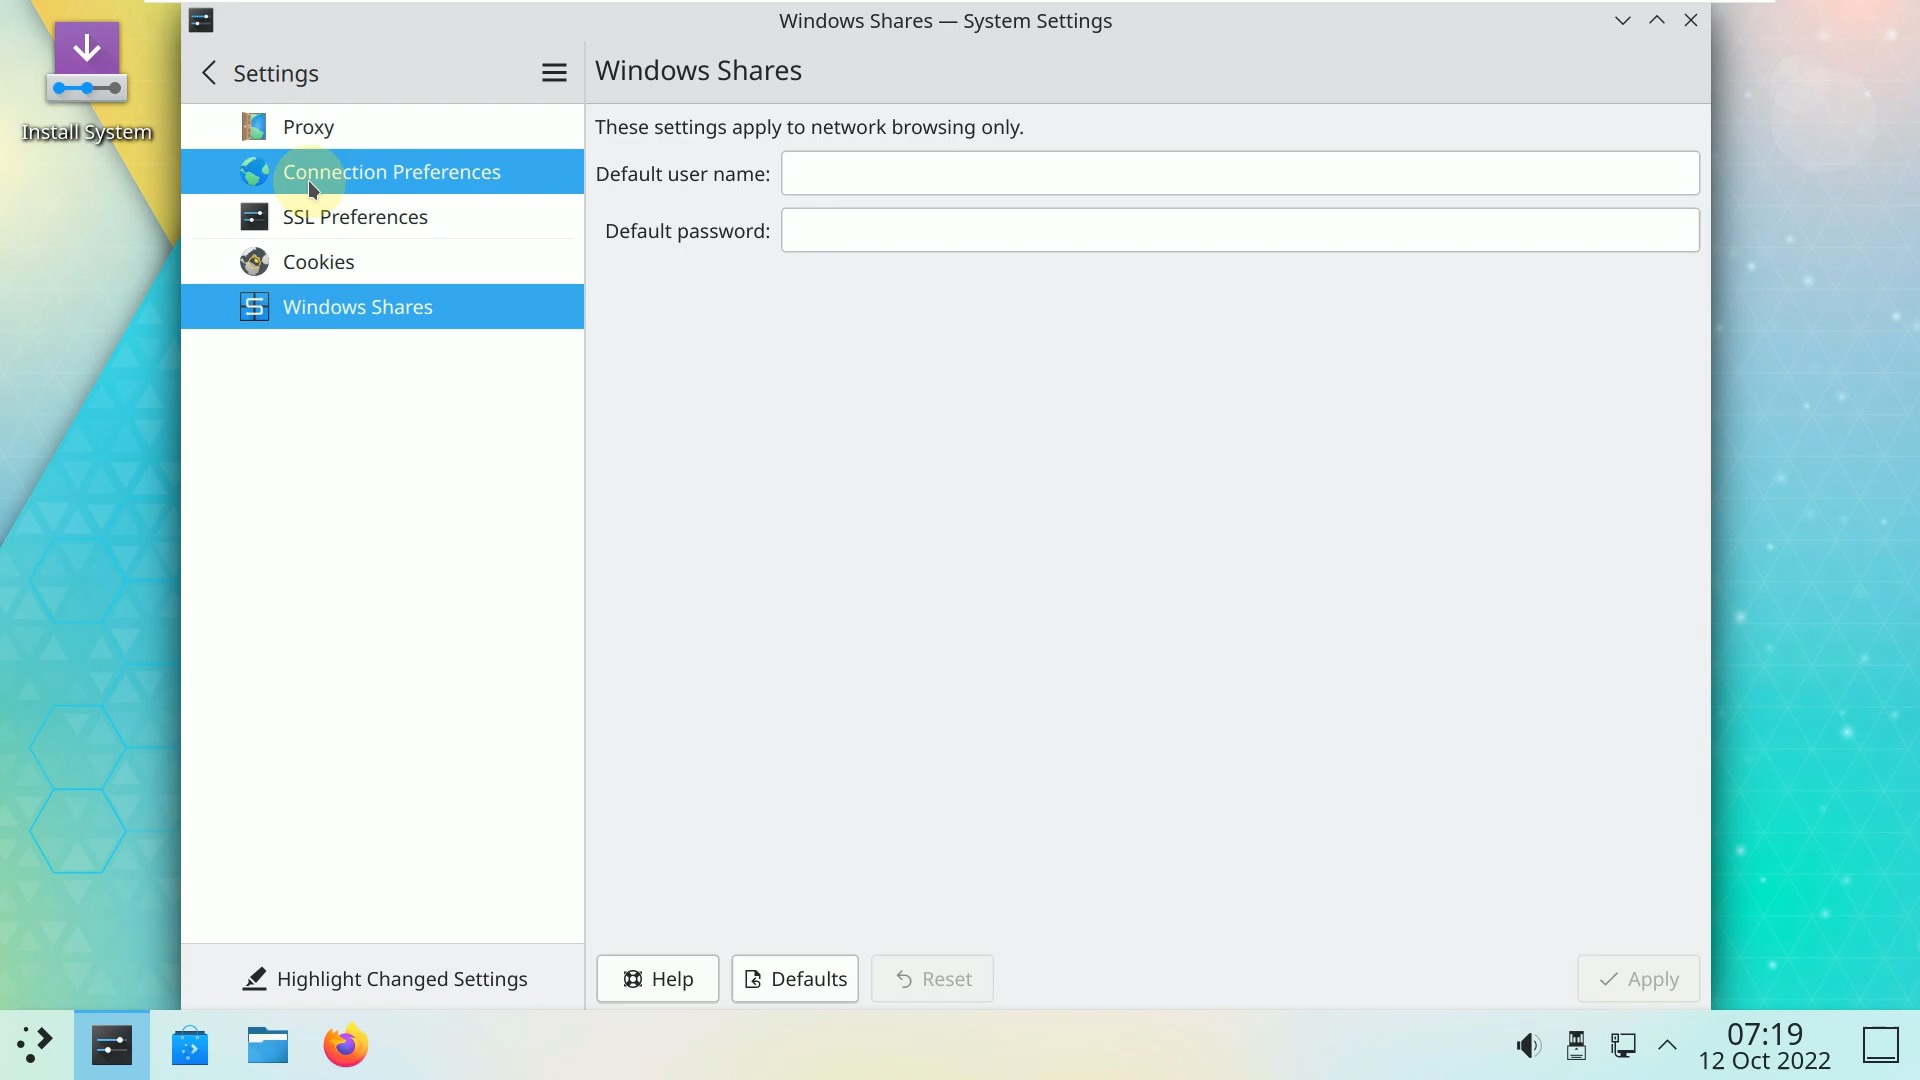 Windows Shares — System Settings
Install System
Settings
Windows Shares
Proxy
Connection Preferences
SSL Preferences
Cookies
Windows Shares
These settings apply to network browsing only.
Default user name:
Default password:
Highlight Changed Settings
Help
Defaults
Reset
Apply
07:19
12 Oct 2022